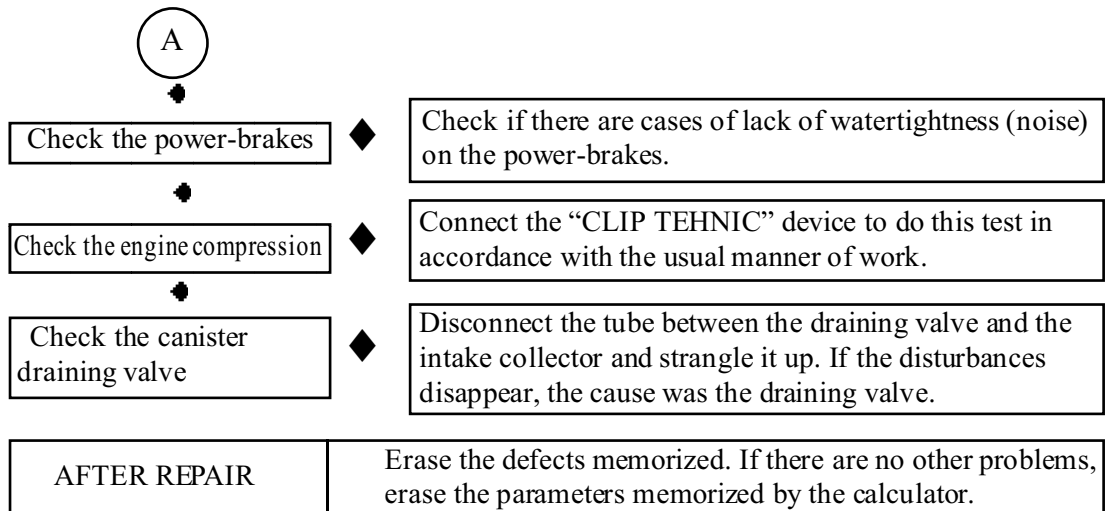 A
Check the power-brakes
Check if there are cases of lack of watertightness (noise)
on the power-brakes.
Check the engine compression
Connect the “CLIP TEHNIC” device to do this test in
accordance with the usual manner of work.
Check the canister
draining valve
Disconnect the tube between the draining valve and the
intake collector and strangle it up. If the disturbances
disappear, the cause was the draining valve.
AFTER REPAIR
Erase the defects memorized. If there are no other problems,
erase the parameters memorized by the calculator.